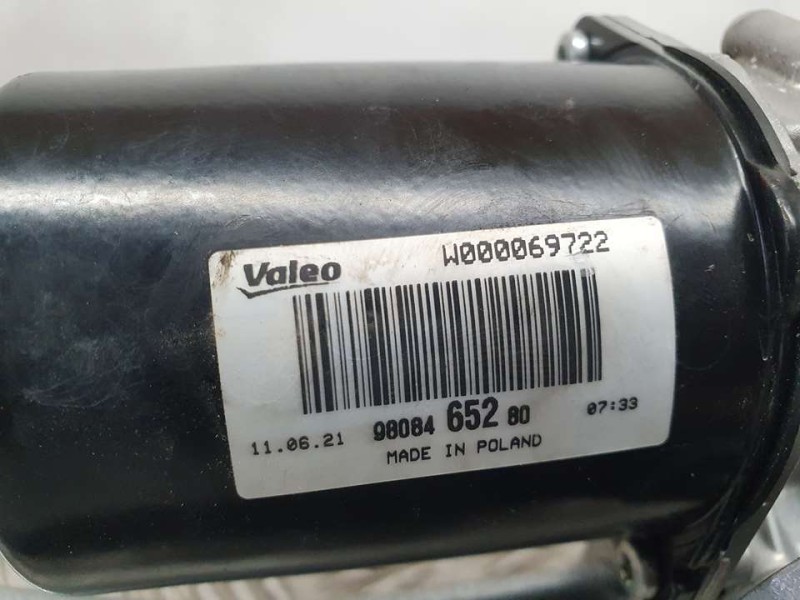 Valeo W000069722
11.06.21 98084 652 80 07:33
MADE IN POLAND